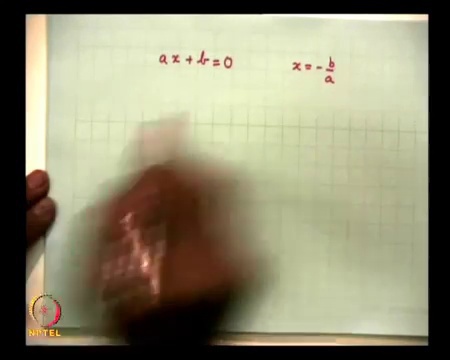 ax + b = 0    x = -b/a
NPTEL